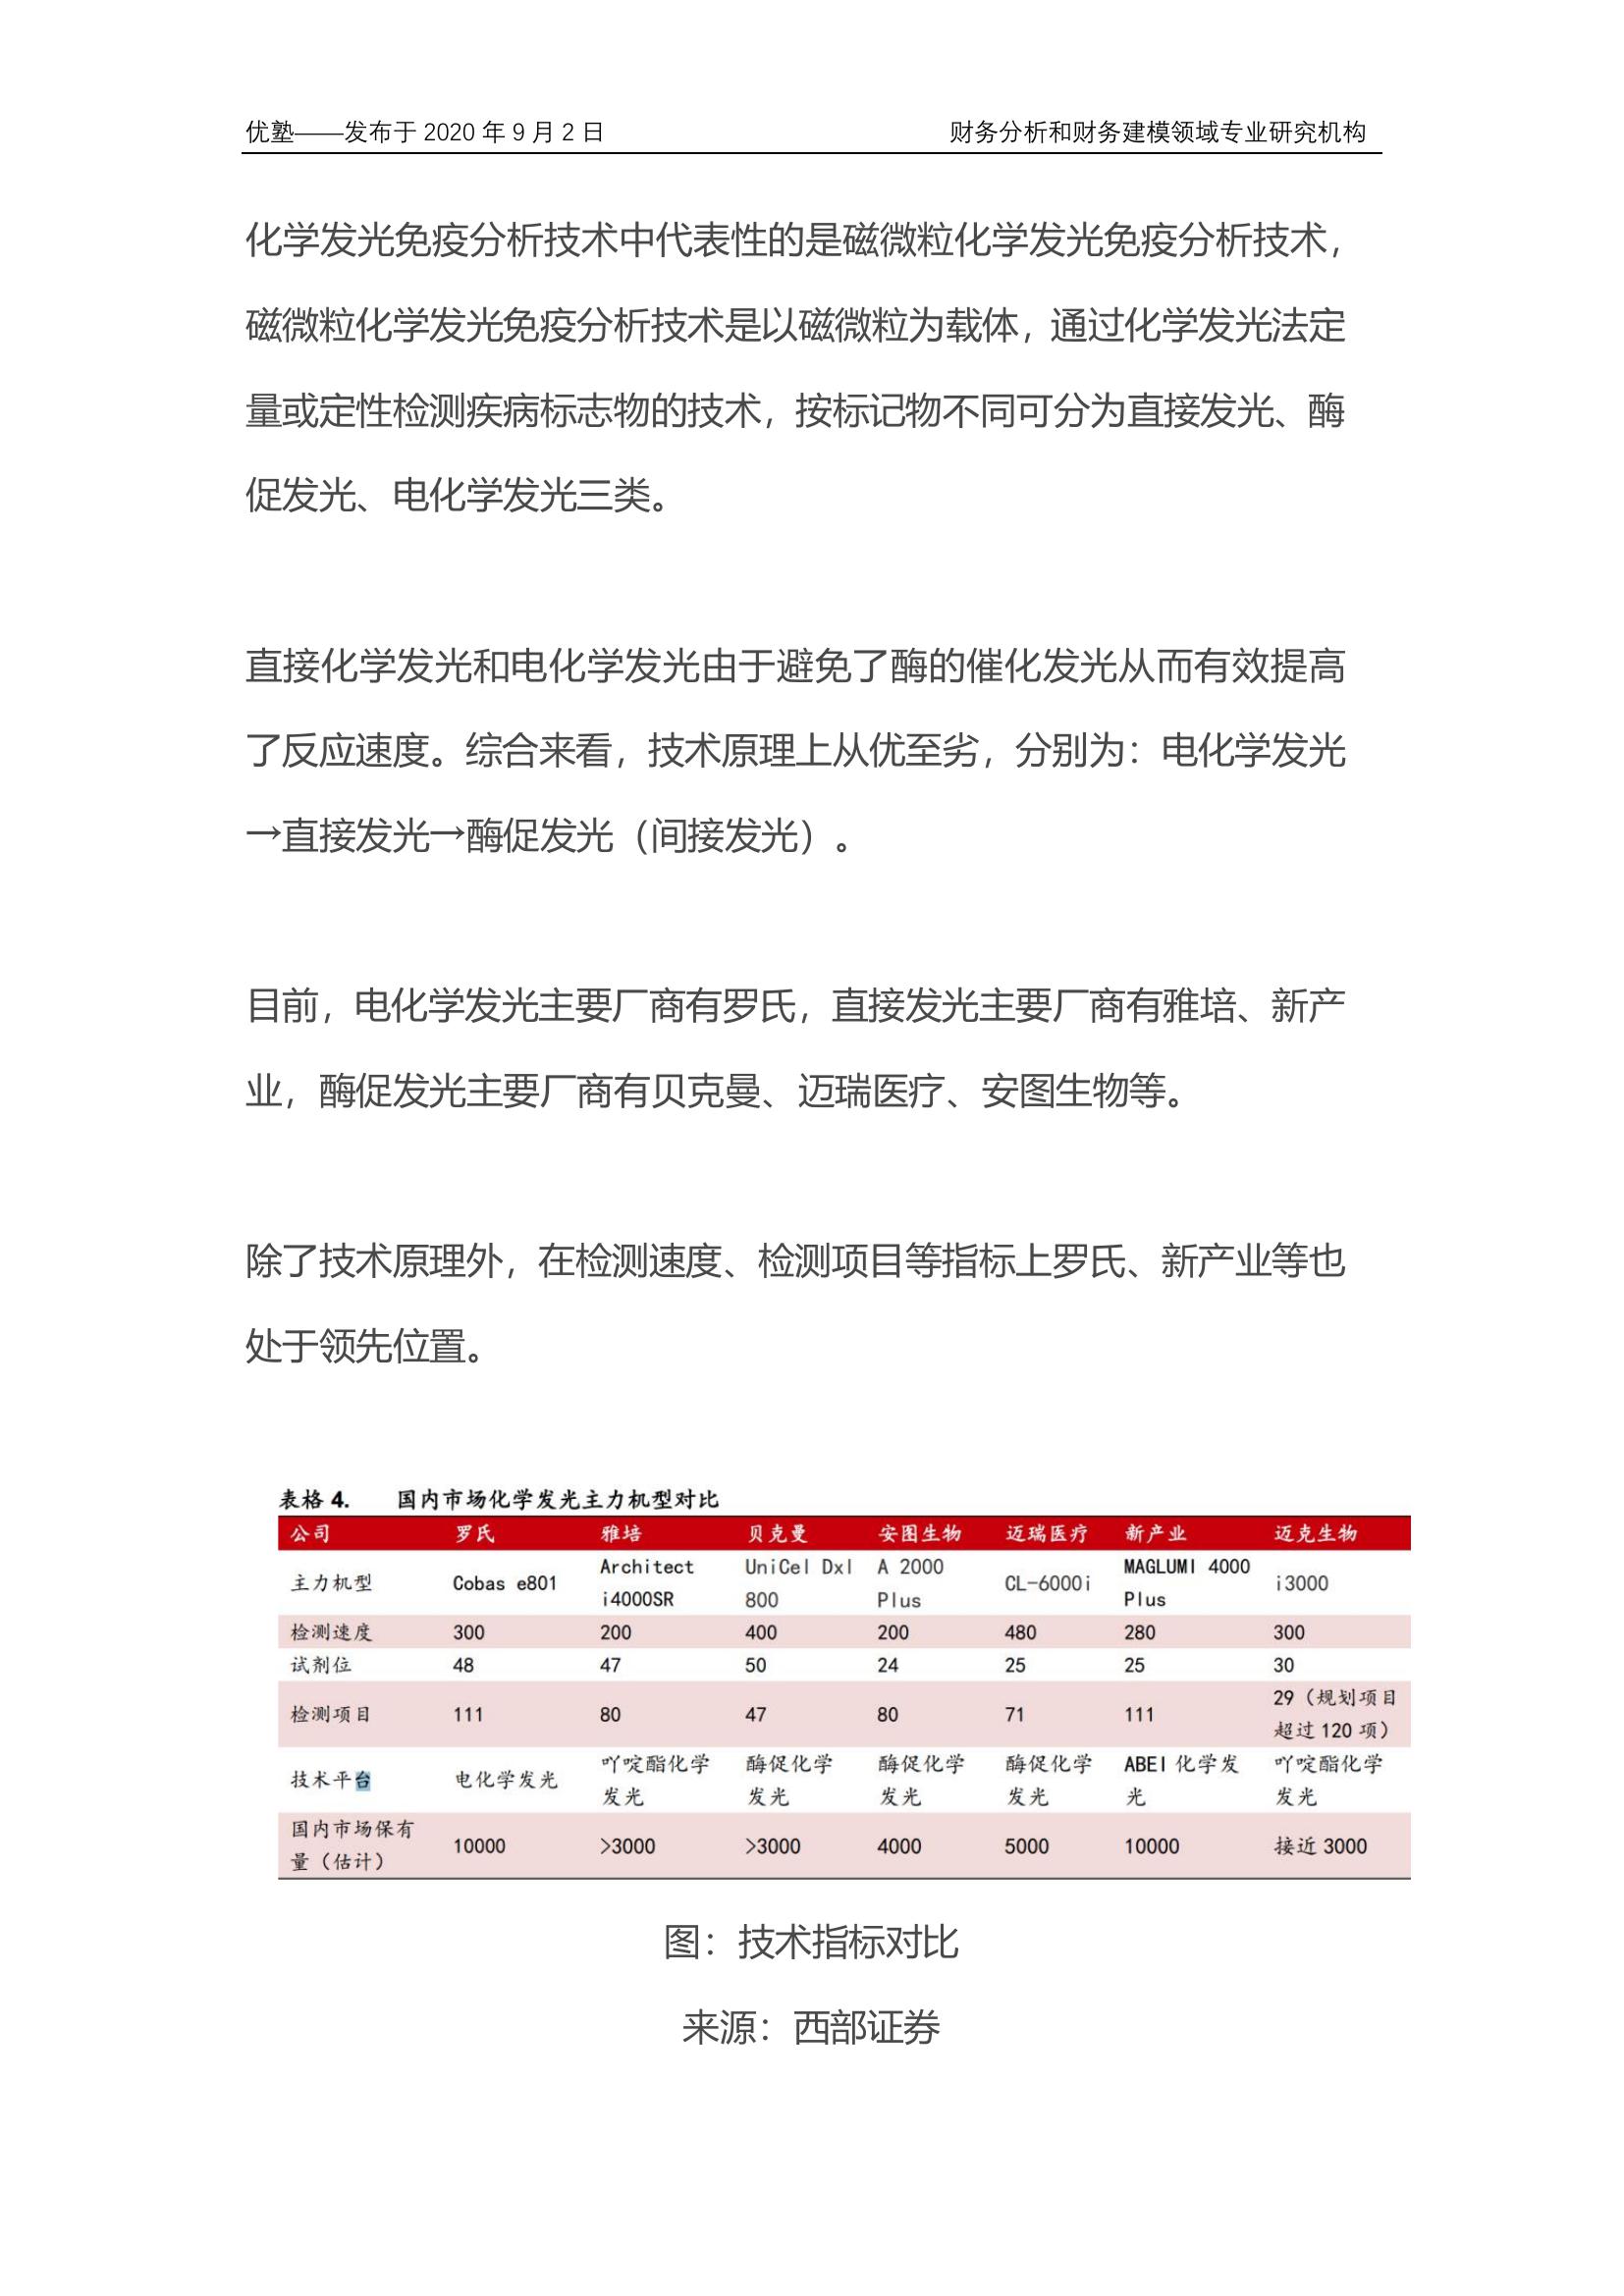 优塾——发布于 2020 年 9 月 2 日 财务分析和财务建模领域专业研究机构
化学发光免疫分析技术中代表性的是磁微粒化学发光免疫分析技术，
磁微粒化学发光免疫分析技术是以磁微粒为载体，通过化学发光法定
量或定性检测疾病标志物的技术，按标记物不同可分为直接发光、酶
促发光、电化学发光三类。
直接化学发光和电化学发光由于避免了酶的催化发光从而有效提高
了反应速度。综合来看，技术原理上从优至劣，分别为：电化学发光
→直接发光→酶促发光（间接发光）。
目前，电化学发光主要厂商有罗氏，直接发光主要厂商有雅培、新产
业，酶促发光主要厂商有贝克曼、迈瑞医疗、安图生物等。
除了技术原理外，在检测速度、检测项目等指标上罗氏、新产业等也
处于领先位置。
表格 4. 国内市场化学发光主力机型对比
公司 罗氏 雅培 贝克曼 安图生物 迈瑞医疗 新产业 迈克生物
主力机型 Cobas e801 Architect i4000SR UniCel DxI 800 A 2000 Plus CL-6000i MAGLUMI 4000 Plus i3000
检测速度 300 200 400 200 480 280 300
试剂位 48 47 50 24 25 25 30
检测项目 111 80 47 80 71 111 29（规划项目超过 120 项）
技术平台 电化学发光 吖啶酯化学发光 酶促化学发光 酶促化学发光 酶促化学发光 ABEI 化学发光 吖啶酯化学发光
国内市场保有量（估计） 10000 >3000 >3000 4000 5000 10000 接近 3000
图：技术指标对比
来源：西部证券